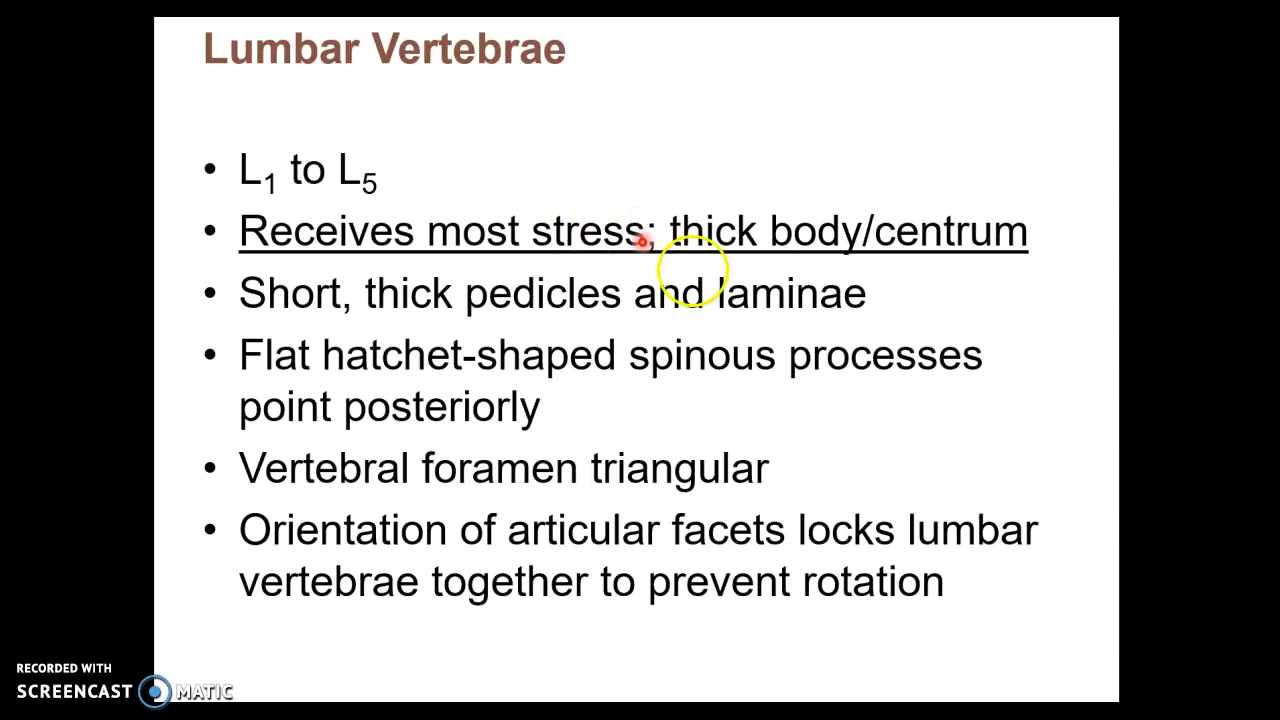 Lumbar Vertebrae
• L₁ to L₅
• Receives most stress; thick body/centrum
• Short, thick pedicles and laminae
• Flat hatchet-shaped spinous processes
point posteriorly
• Vertebral foramen triangular
• Orientation of articular facets locks lumbar
vertebrae together to prevent rotation
RECORDED WITH
SCREENCAST MATIC